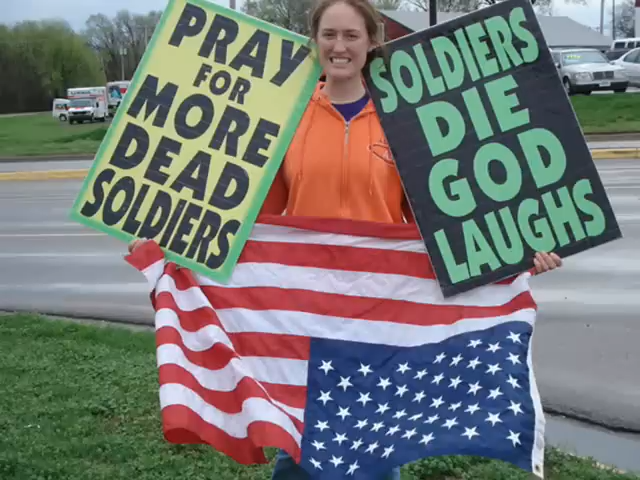 PRAY
FOR
MORE
DEAD
SOLDIERS
SOLDIERS
DIE
GOD
LAUGHS